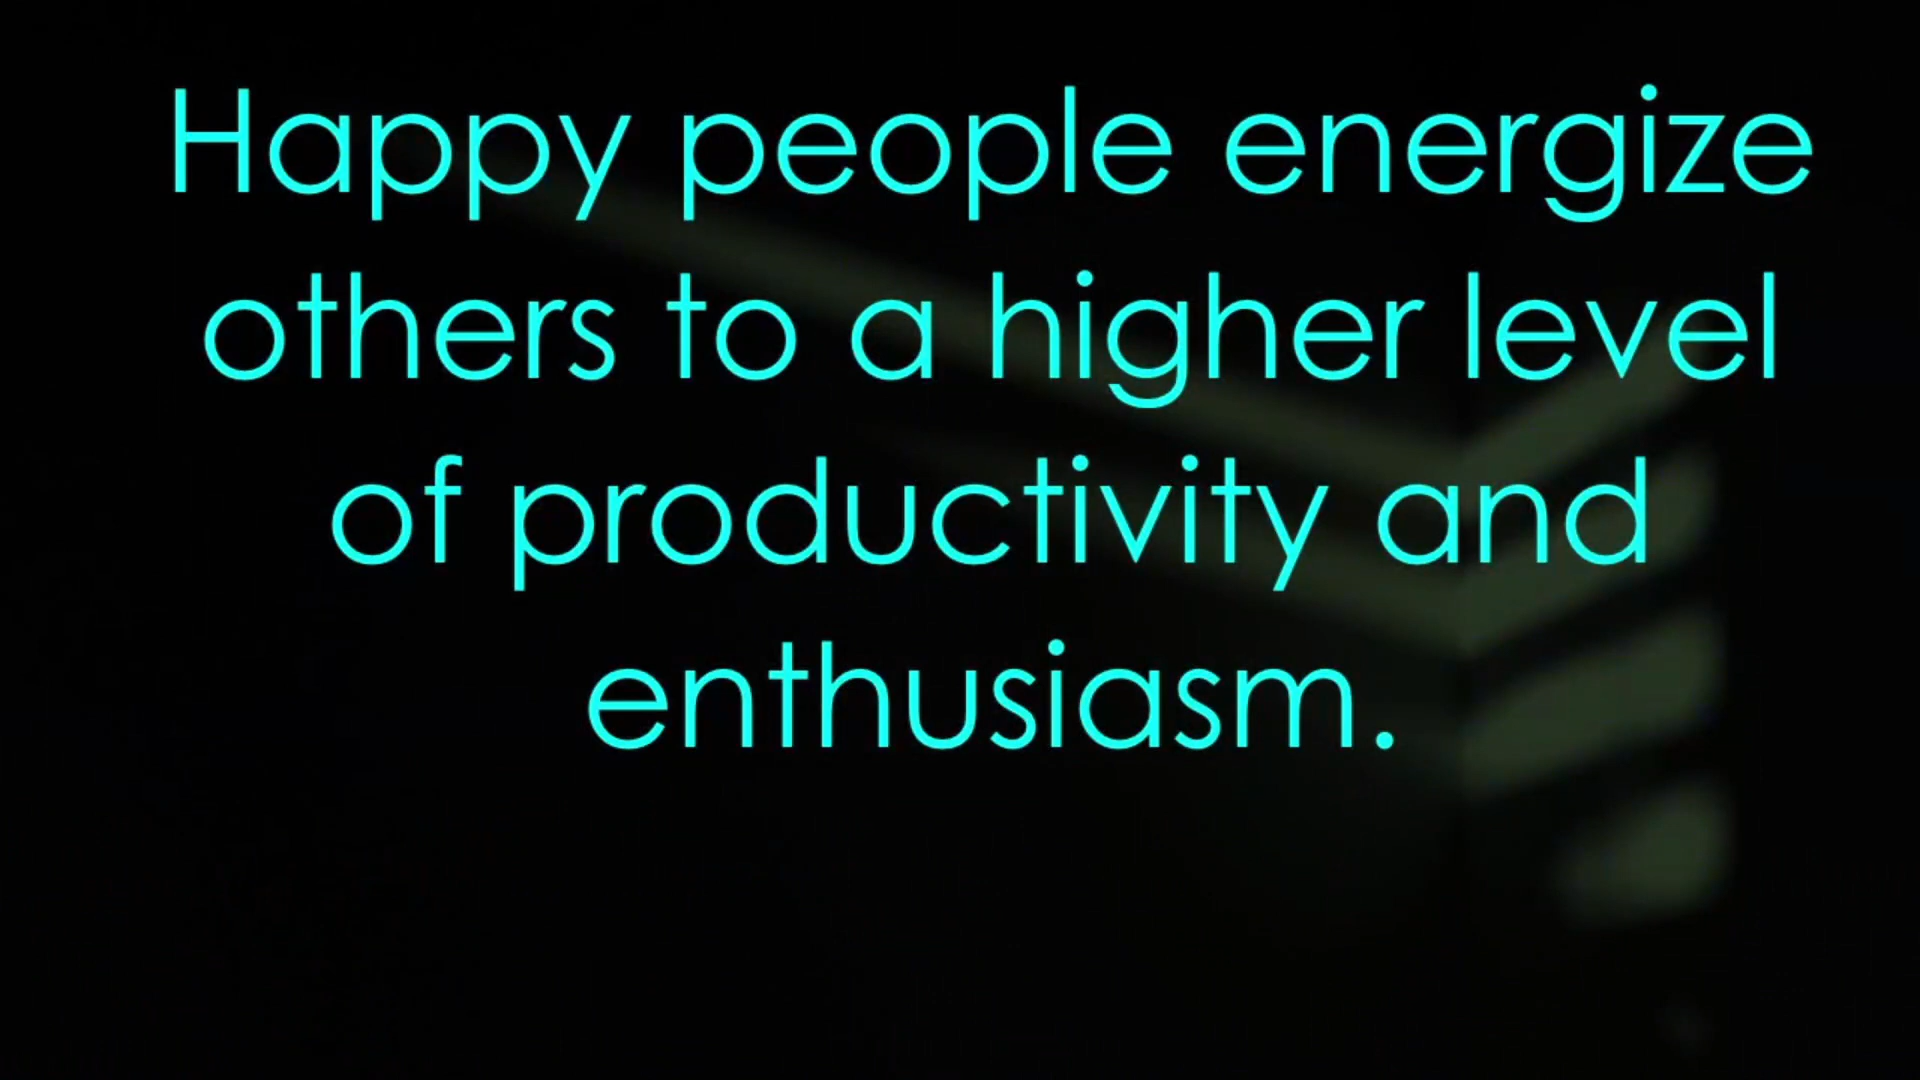 Happy people energize
others to a higher level
of productivity and
enthusiasm.